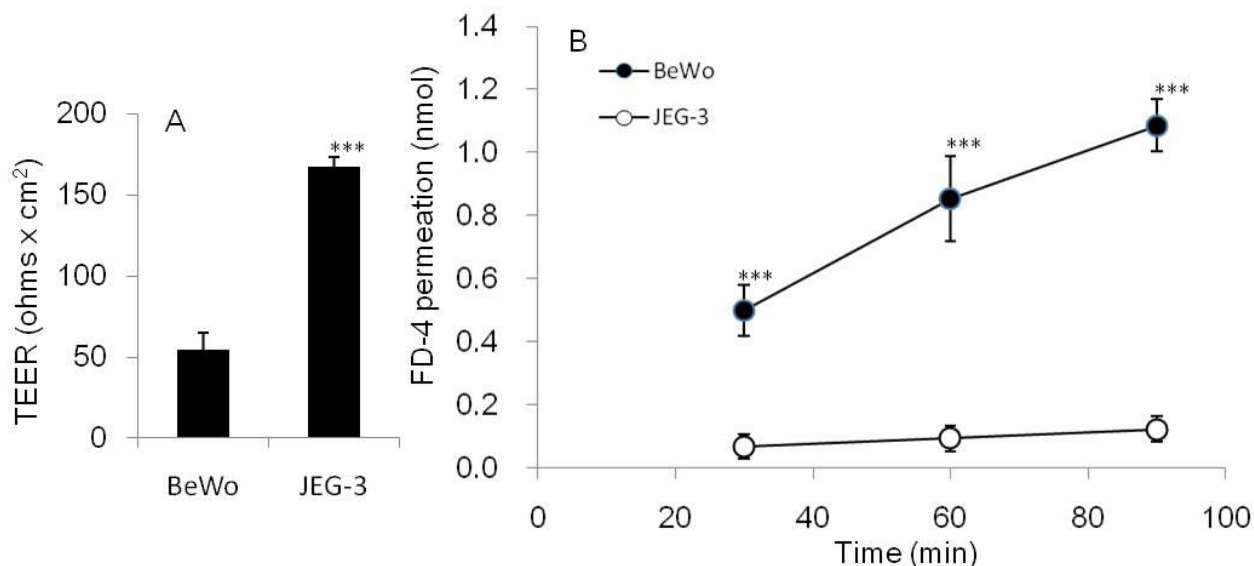 A
TEER (ohms x cm²)
200
150
100
50
0
***
BeWo
JEG-3
B
FD-4 permeation (nmol)
1.4
1.2
1.0
0.8
0.6
0.4
0.2
0.0
BeWo
JEG-3
***
***
***
0
20
40
60
80
100
Time (min)